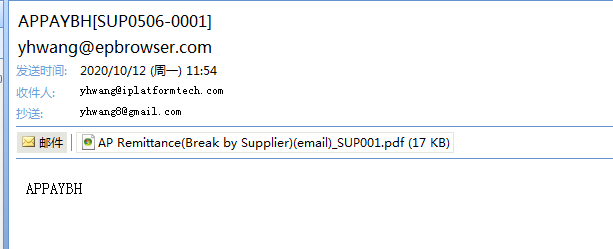 APPAYBH[SUP0506-0001]
yhwang@epbrowser.com
发送时间: 2020/10/12 (周一) 11:54
收件人: yhwang@iplatformtech.com
抄送: yhwang8@gmail.com
邮件 AP Remittance(Break by Supplier)(email)_SUP001.pdf (17 KB)
APPAYBH